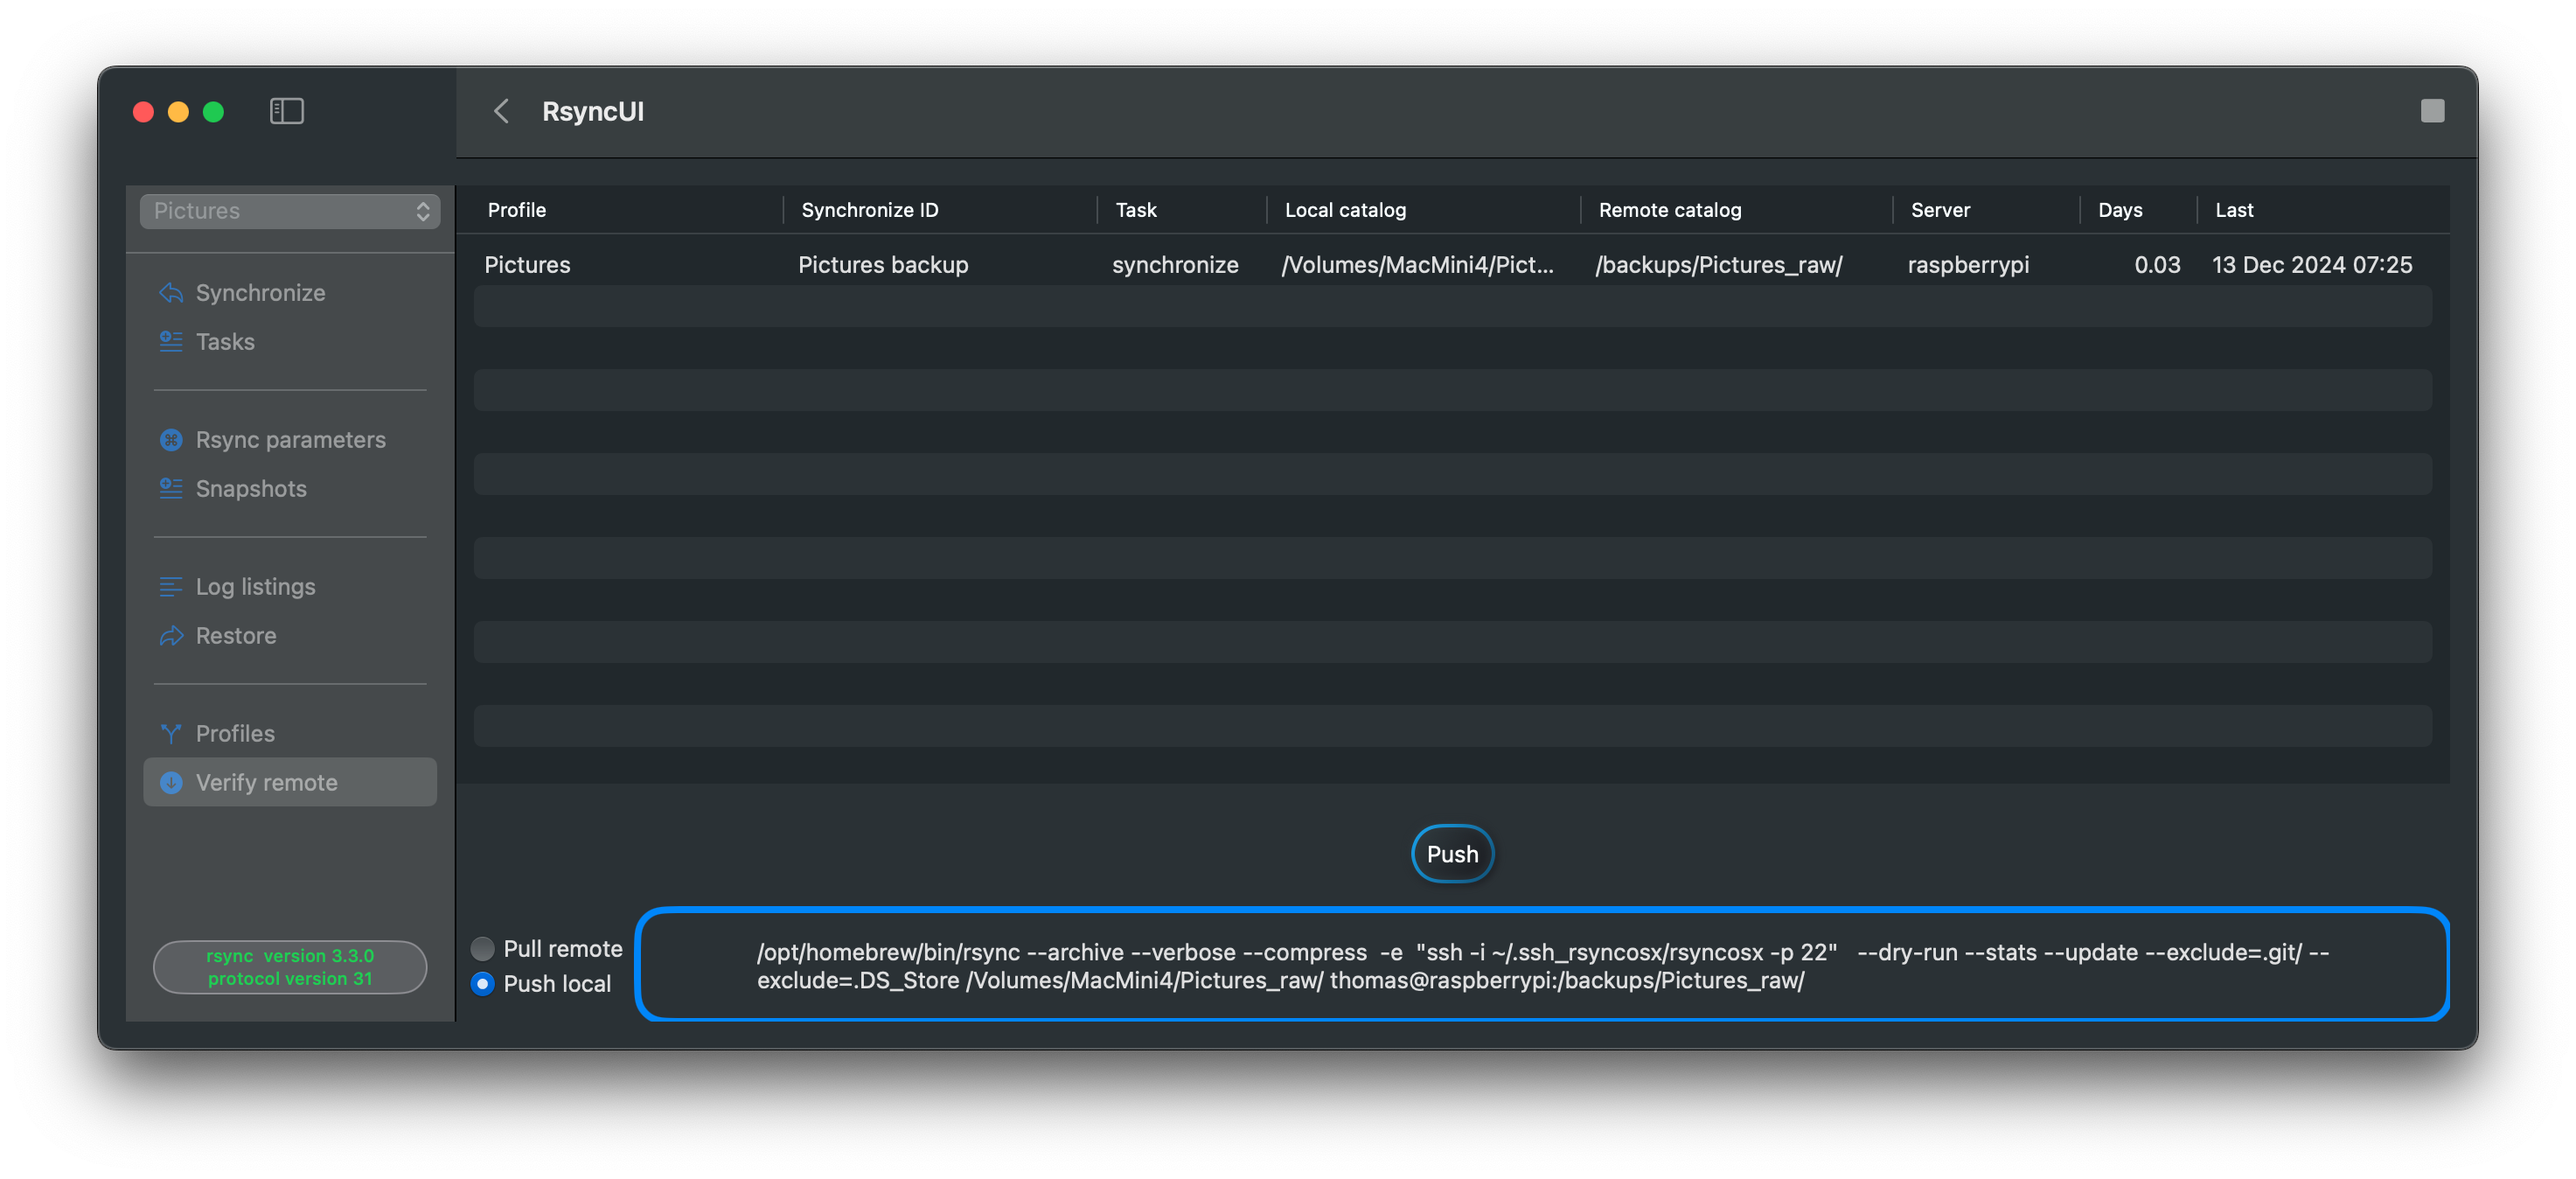 RsyncUI
Pictures
Synchronize
Tasks
Rsync parameters
Snapshots
Log listings
Restore
Profiles
Verify remote
rsync  version 3.3.0
protocol version 31
Profile Synchronize ID Task Local catalog Remote catalog Server Days Last
Pictures Pictures backup synchronize /Volumes/MacMini4/Pict... /backups/Pictures_raw/ raspberrypi 0.03 13 Dec 2024 07:25
Push
Pull remote
Push local
/opt/homebrew/bin/rsync --archive --verbose --compress  -e  "ssh -i ~/.ssh_rsyncosx/rsyncosx -p 22"   --dry-run --stats --update --exclude=.git/ --
exclude=.DS_Store /Volumes/MacMini4/Pictures_raw/ thomas@raspberrypi:/backups/Pictures_raw/